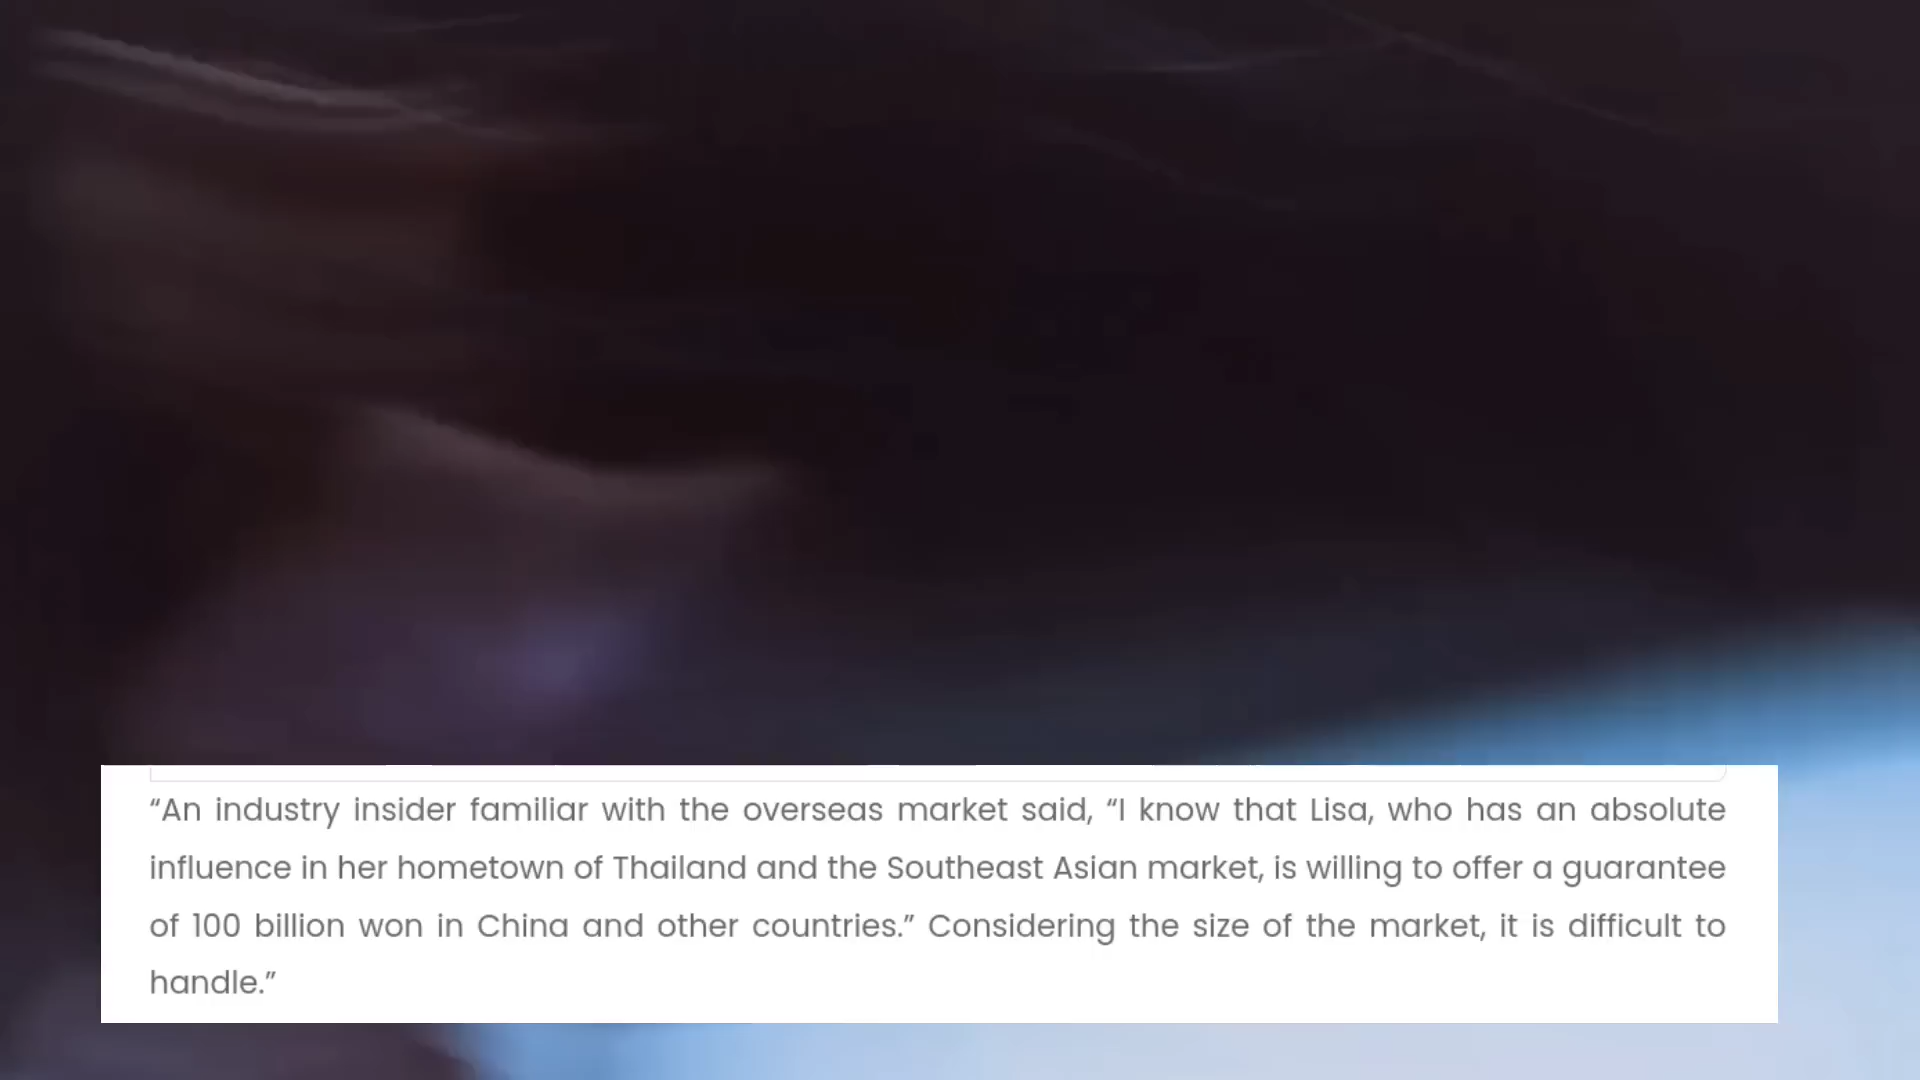 “An industry insider familiar with the overseas market said, “I know that Lisa, who has an absolute
influence in her hometown of Thailand and the Southeast Asian market, is willing to offer a guarantee
of 100 billion won in China and other countries.” Considering the size of the market, it is difficult to
handle.”